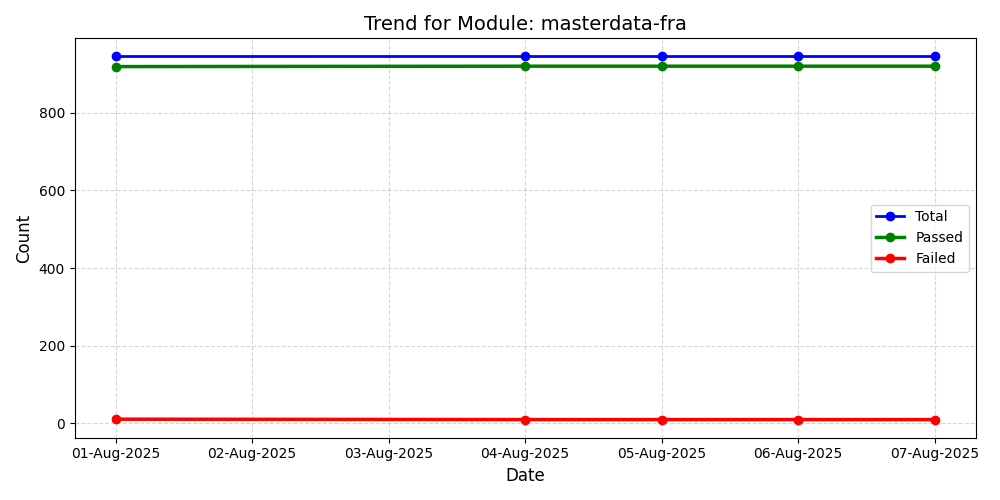 Trend for Module: masterdata-fra
Count
800
600
400
200
0
Total
Passed
Failed
01-Aug-2025 02-Aug-2025 03-Aug-2025 04-Aug-2025 05-Aug-2025 06-Aug-2025 07-Aug-2025
Date